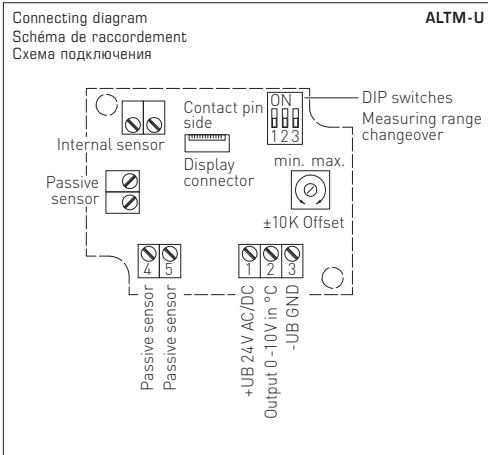 Connecting diagram
ALTM-U
Schéma de raccordement
Схема подключения
Internal sensor
Contact pin
side
Display
connector
ON
1 2 3
DIP switches
Measuring range
changeover
min. max.
±10K Offset
Passive
sensor
4 5
1 2 3
Passive sensor
Passive sensor
+UB 24V AC/DC
Output 0 -10V in °C
-UB GND